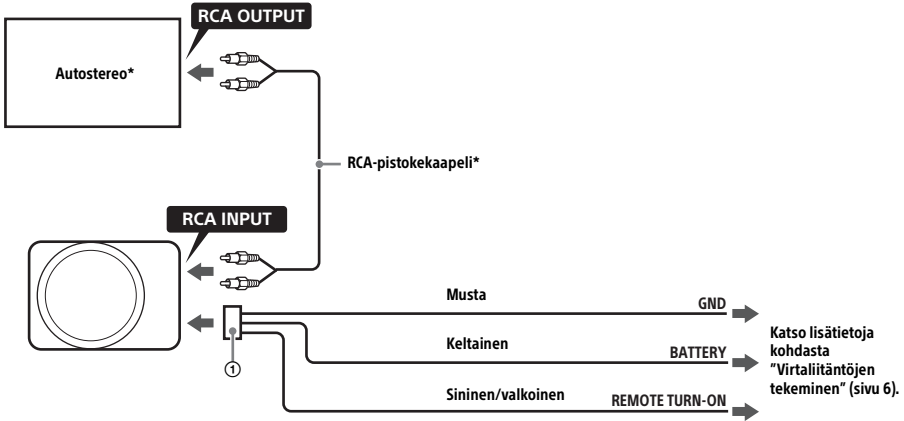 RCA OUTPUT
Autostereo*
RCA-pistokekaapeli*
RCA INPUT
Musta
GND
Keltainen
BATTERY
Sininen/valkoinen
REMOTE TURN-ON
Katso lisätietoja
kohdasta
”Virtaliitäntöjen
tekeminen” (sivu 6).
①